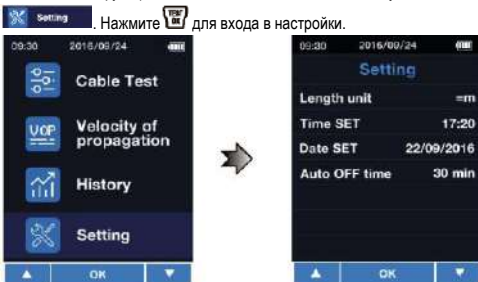 Setting . Нажмите TEST OK для входа в настройки.
09:30 2016/09/24
Cable Test
VOP Velocity of propagation
History
Setting
▲ OK ▼
09:30 2016/09/24
Setting
Length unit =m
Time SET 17:20
Date SET 22/09/2016
Auto OFF time 30 min
▲ OK ▼